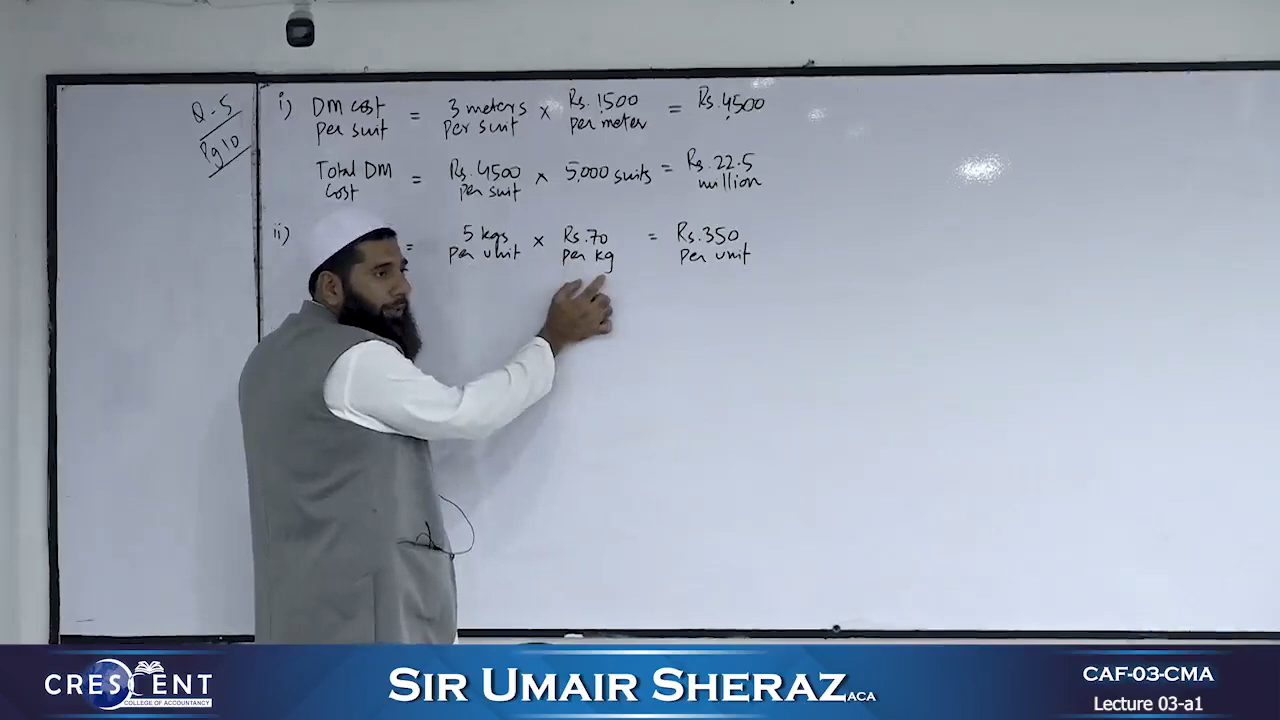 Q.5
Pg 10
i) DM cost per suit = 3 meters per suit × Rs. 1500 per meter = Rs. 4500
Total DM cost = Rs. 4500 per suit × 5,000 suits = Rs. 22.5 million
ii) = 5 kgs per unit × Rs. 70 per kg = Rs. 350 per unit
CRESCENT
COLLEGE OF ACCOUNTANCY
SIR UMAIR SHERAZ, ACA
CAF-03-CMA
Lecture 03-a1